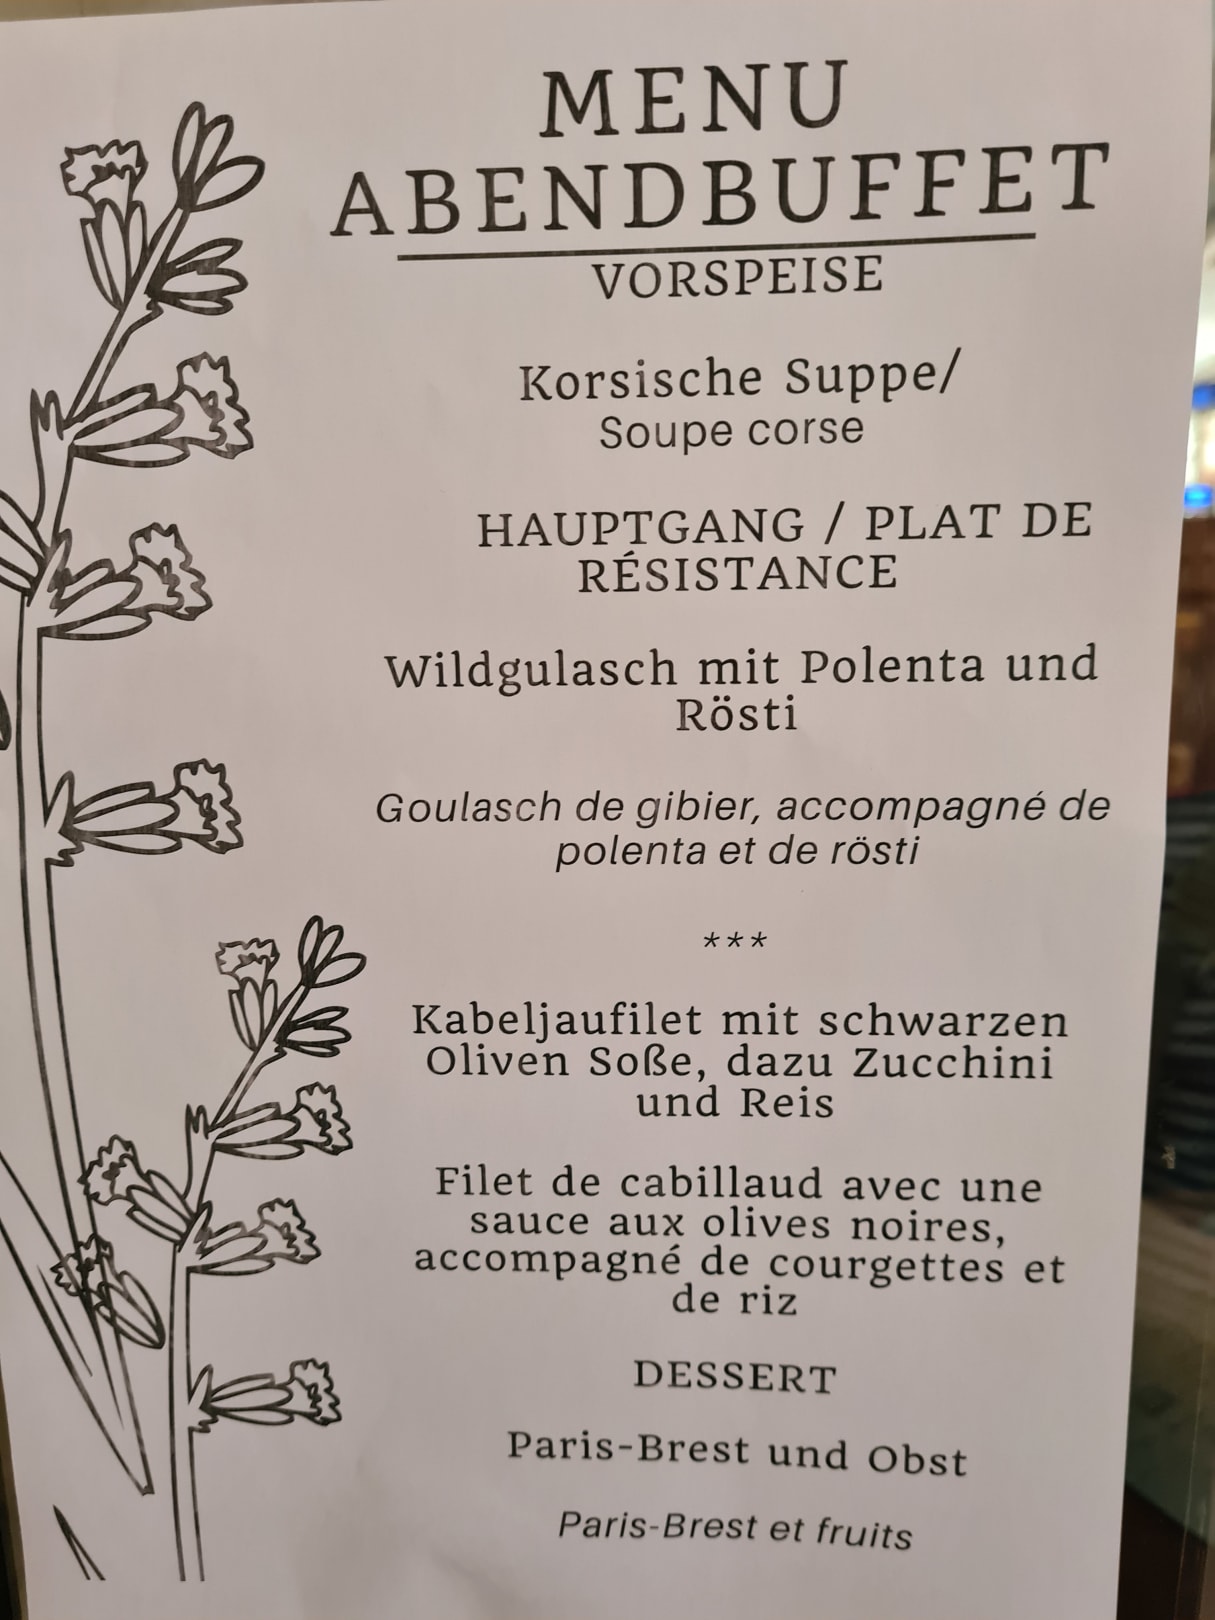 MENU
ABENDBUFFET
VORSPEISE
Korsische Suppe/
Soupe corse
HAUPTGANG / PLAT DE
RÉSISTANCE
Wildgulasch mit Polenta und
Rösti
Goulasch de gibier, accompagné de
polenta et de rösti
***
Kabeljaufilet mit schwarzen
Oliven Soße, dazu Zucchini
und Reis
Filet de cabillaud avec une
sauce aux olives noires,
accompagné de courgettes et
de riz
DESSERT
Paris-Brest und Obst
Paris-Brest et fruits